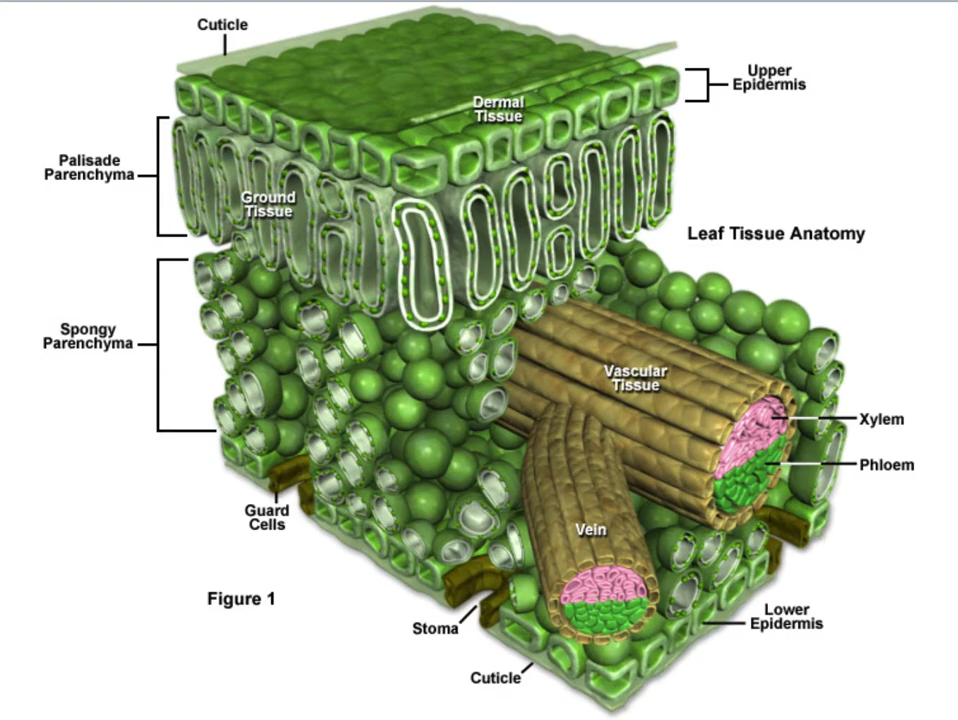 Cuticle
Upper
Epidermis
Dermal
Tissue
Palisade
Parenchyma
Ground
Tissue
Leaf Tissue Anatomy
Spongy
Parenchyma
Vascular
Tissue
Xylem
Phloem
Guard
Cells
Vein
Figure 1
Stoma
Lower
Epidermis
Cuticle